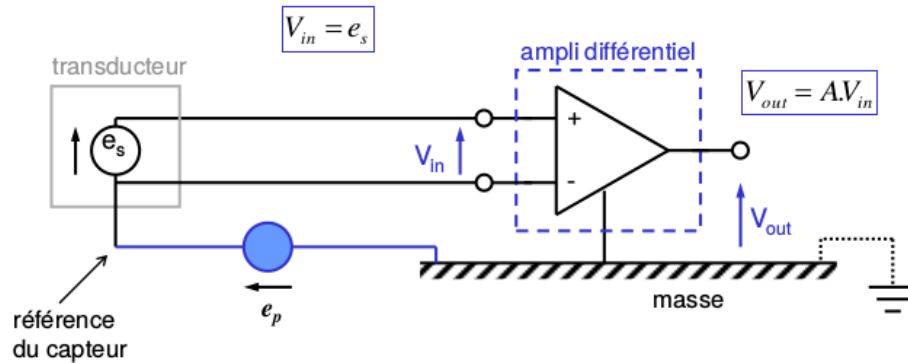 V_in = e_s
ampli différentiel
transducteur
V_out = A.V_in
+
e_s
V_in
-
V_out
e_p
masse
référence
du capteur